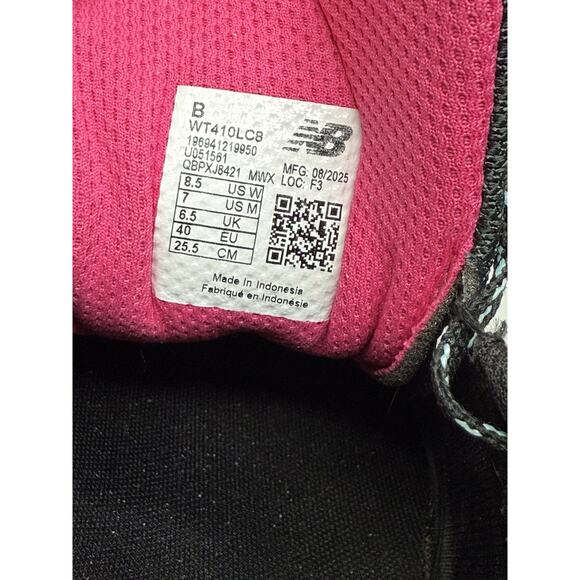 B
WT410LC8
NB
196941219950
U051561 MFG: 08/2025
QBPXJ8421 MWX LOC: F3
8.5 US W
7 US M
6.5 UK
40 EU
25.5 CM
Made in Indonesia
Fabriqué en Indonésie